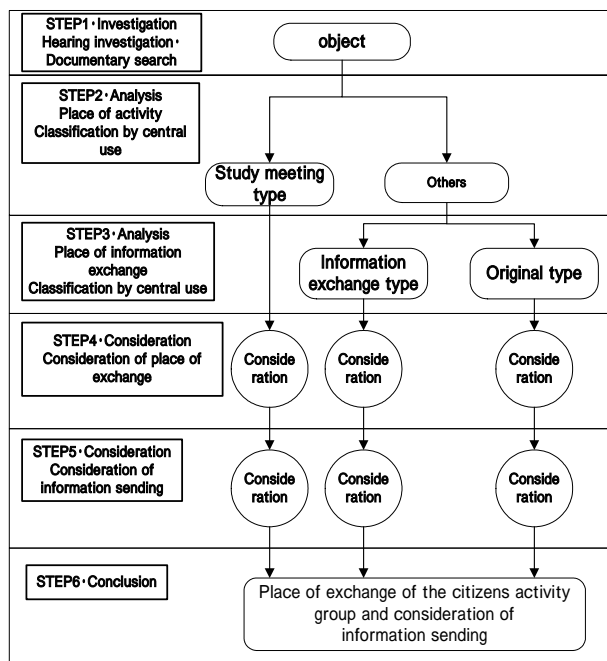 STEP1・Investigation
Hearing investigation・
Documentary search
object
STEP2・Analysis
Place of activity
Classification by central
use
Study meeting
type
Others
STEP3・Analysis
Place of information
exchange
Classification by central use
Information
exchange type
Original type
STEP4・Consideration
Consideration of place of
exchange
Conside
ration
Conside
ration
Conside
ration
STEP5・Consideration
Consideration of
information sending
Conside
ration
Conside
ration
Conside
ration
STEP6・Conclusion
Place of exchange of the citizens activity
group and consideration of
information sending